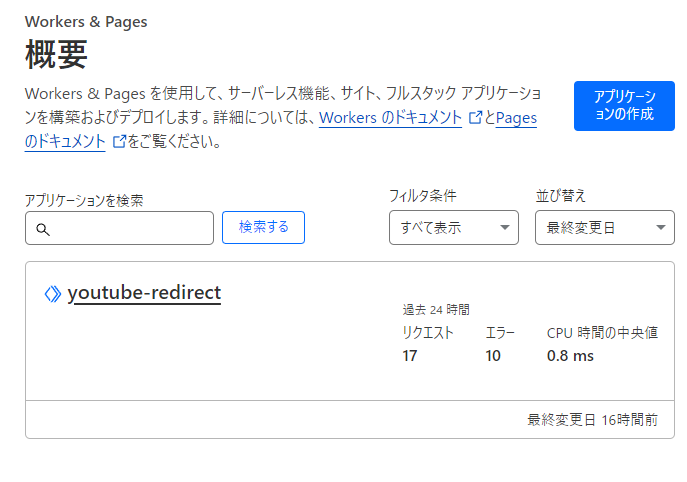 Workers & Pages
概要
Workers & Pages を使用して、サーバーレス機能、サイト、フルスタック アプリケーショ
ンを構築およびデプロイします。詳細については、Workers のドキュメント とPages
のドキュメント をご覧ください。
アプリケーシ
ョンの作成
アプリケーションを検索
フィルタ条件
並び替え
検索する
すべて表示
最終変更日
youtube-redirect
過去 24 時間
リクエスト
エラー
CPU 時間の中央値
17
10
0.8 ms
最終変更日 16時間前